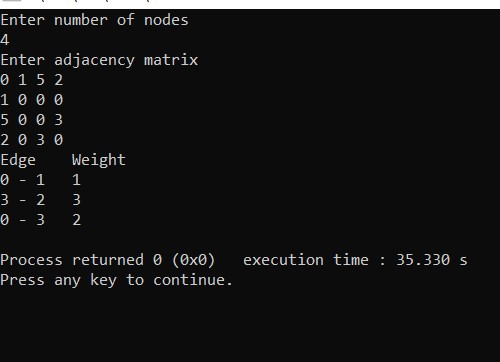 Enter number of nodes
4
Enter adjacency matrix
0 1 5 2
1 0 0 0
5 0 0 3
2 0 3 0
Edge    Weight
0 - 1   1
3 - 2   3
0 - 3   2
Process returned 0 (0x0)   execution time : 35.330 s
Press any key to continue.